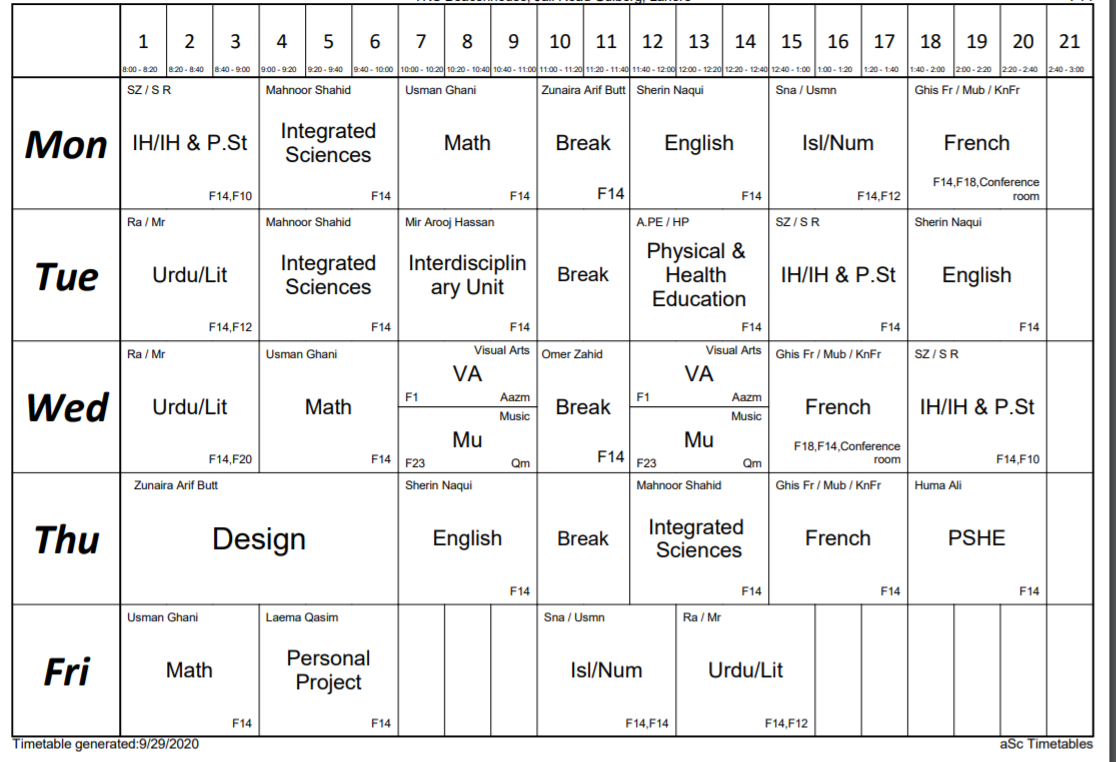 1 2 3 4 5 6 7 8 9 10 11 12 13 14 15 16 17 18 19 20 21
8:00 - 8:20 8:20 - 8:40 8:40 - 9:00 9:00 - 9:20 9:20 - 9:40 9:40 - 10:00 10:00 - 10:20 10:20 - 10:40 10:40 - 11:00 11:00 - 11:20 11:20 - 11:40 11:40 - 12:00 12:00 - 12:20 12:20 - 12:40 12:40 - 1:00 1:00 - 1:20 1:20 - 1:40 1:40 - 2:00 2:00 - 2:20 2:20 - 2:40 2:40 - 3:00
Mon
SZ / S R
IH/IH & P.St
F14,F10
Mahnoor Shahid
Integrated
Sciences
F14
Usman Ghani
Math
F14
Zunaira Arif Butt
Break
F14
Sherin Naqui
English
F14
Sna / Usmn
Isl/Num
F14,F12
Ghis Fr / Mub / KnFr
French
F14,F18,Conference
room
Tue
Ra / Mr
Urdu/Lit
F14,F12
Mahnoor Shahid
Integrated
Sciences
F14
Mir Arooj Hassan
Interdisciplin
ary Unit
F14
Break
A.PE / HP
Physical &
Health
Education
F14
SZ / S R
IH/IH & P.St
F14
Sherin Naqui
English
F14
Wed
Ra / Mr
Urdu/Lit
F14,F20
Usman Ghani
Math
F14
Visual Arts
VA
F1 Aazm
Music
Mu
F23 Qm
Omer Zahid
Break
F14
Visual Arts
VA
F1 Aazm
Music
Mu
F23 Qm
Ghis Fr / Mub / KnFr
French
F18,F14,Conference
room
SZ / S R
IH/IH & P.St
F14,F10
Thu
Zunaira Arif Butt
Design
Sherin Naqui
English
F14
Break
Mahnoor Shahid
Integrated
Sciences
F14
Ghis Fr / Mub / KnFr
French
F14
Huma Ali
PSHE
F14
Fri
Usman Ghani
Math
F14
Laema Qasim
Personal
Project
F14
Sna / Usmn
Isl/Num
F14,F14
Ra / Mr
Urdu/Lit
F14,F12
Timetable generated:9/29/2020
aSc Timetables